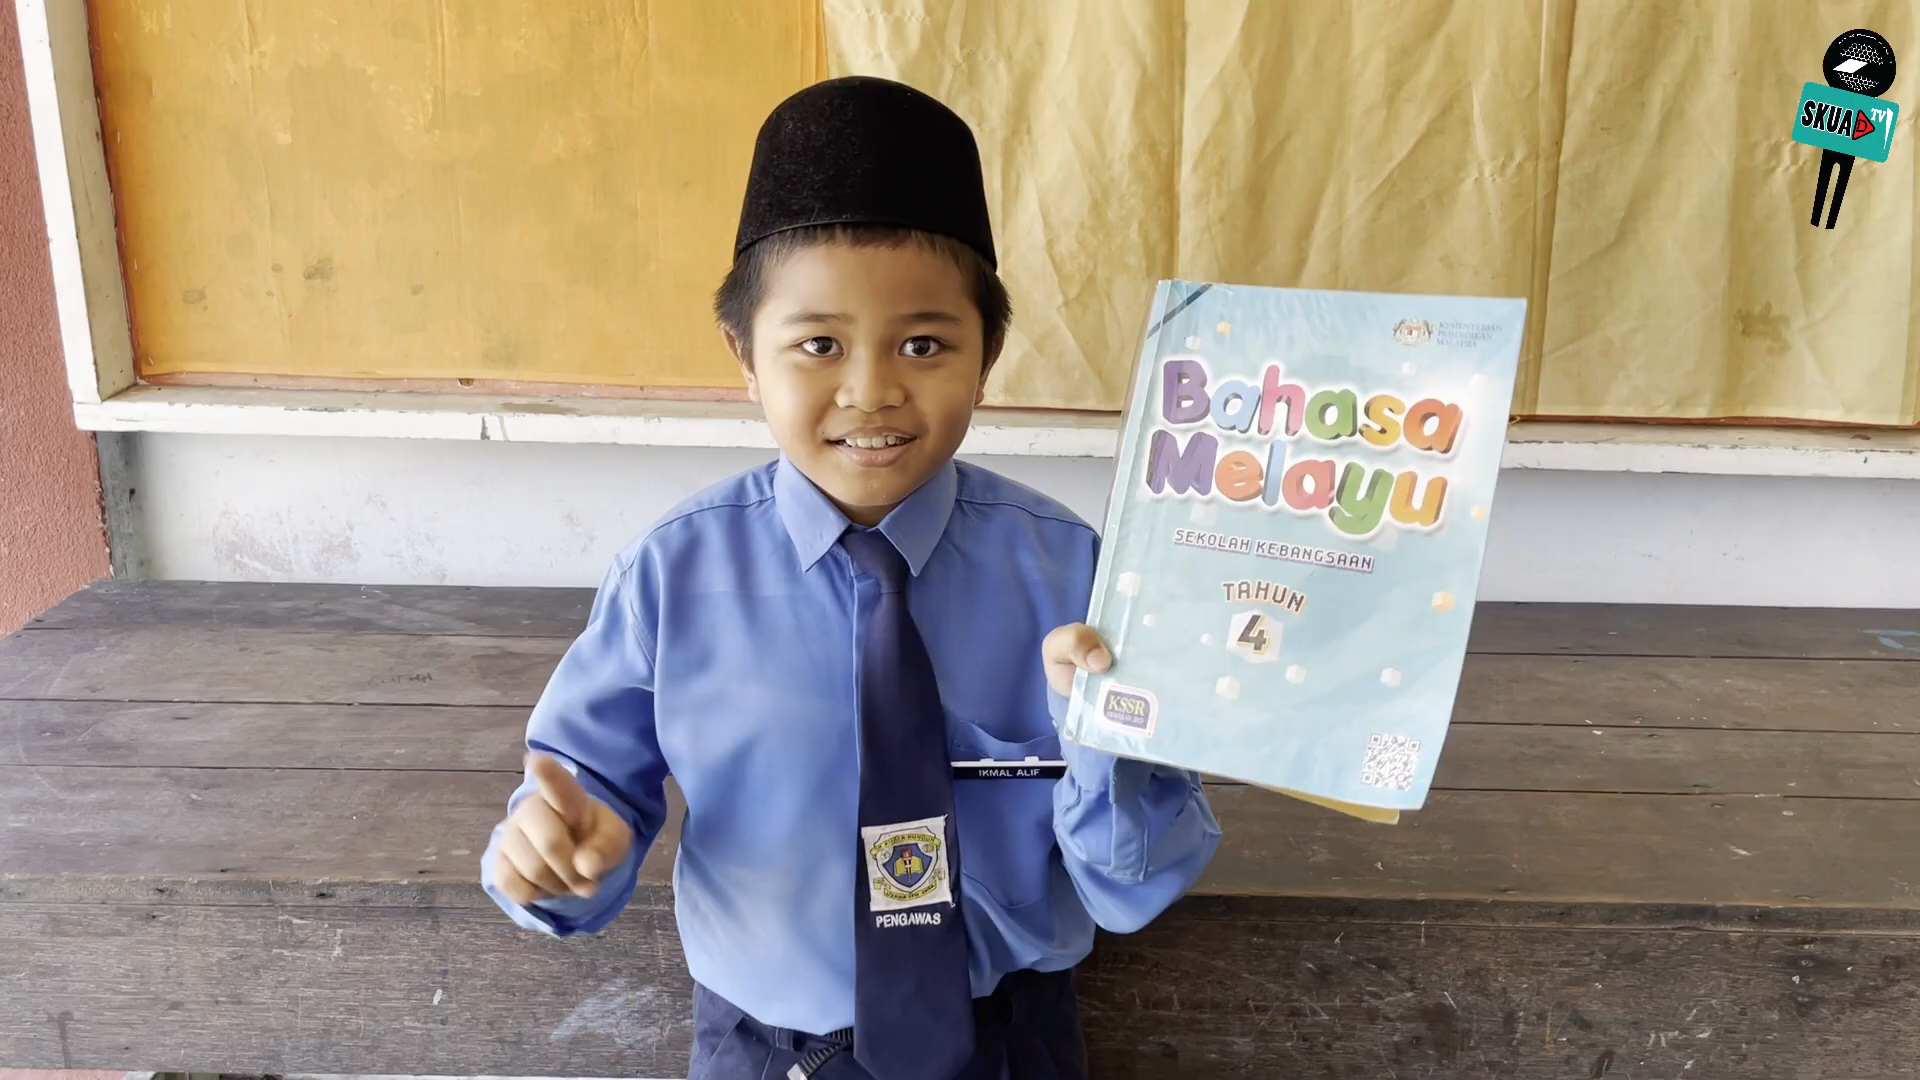 SKUAD TV
KEMENTERIAN
PENDIDIKAN
MALAYSIA
Bahasa
Melayu
SEKOLAH KEBANGSAAN
TAHUN
4
KSSR
IKMAL ALIF
PENGAWAS